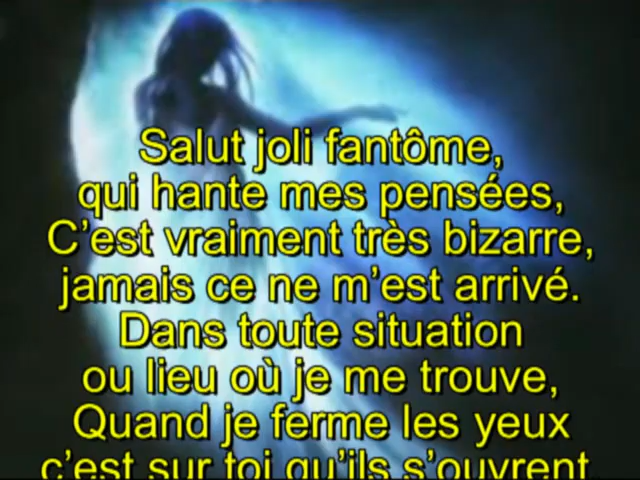 Salut joli fantôme,
qui hante mes pensées,
C’est vraiment très bizarre,
jamais ce ne m’est arrivé.
Dans toute situation
ou lieu où je me trouve,
Quand je ferme les yeux
c’est sur toi qu’ils s’ouvrent